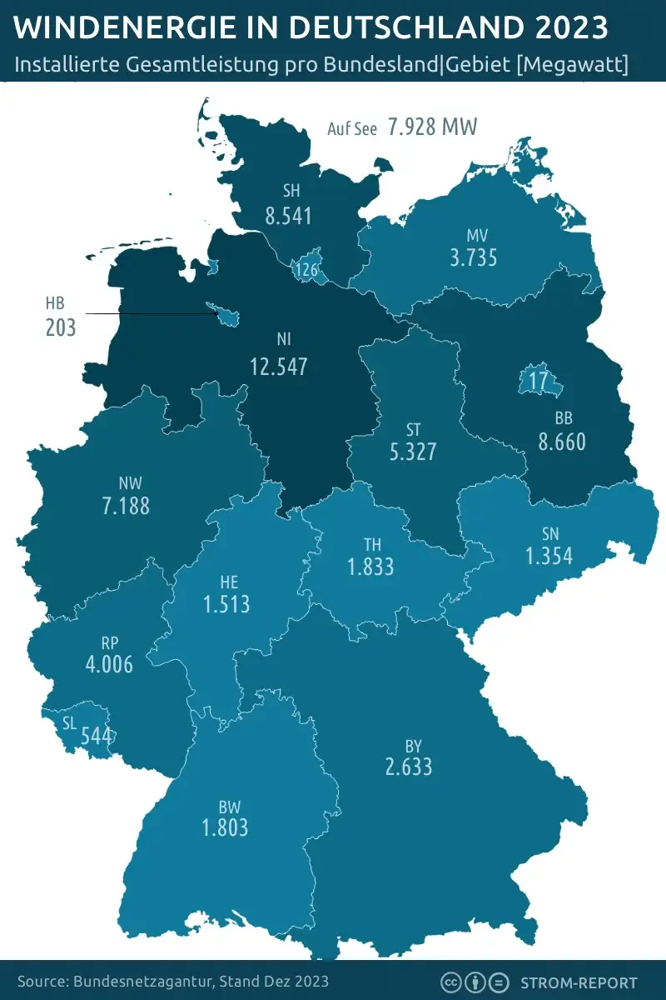 WINDENERGIE IN DEUTSCHLAND 2023
Installierte Gesamtleistung pro Bundesland|Gebiet [Megawatt]
Auf See 7.928 MW
SH
8.541
MV
3.735
126
HB
203
NI
12.547
17
BB
8.660
ST
5.327
NW
7.188
SN
1.354
TH
1.833
HE
1.513
RP
4.006
SL
544
BY
2.633
BW
1.803
Source: Bundesnetzagantur, Stand Dez 2023
cc STROM-REPORT